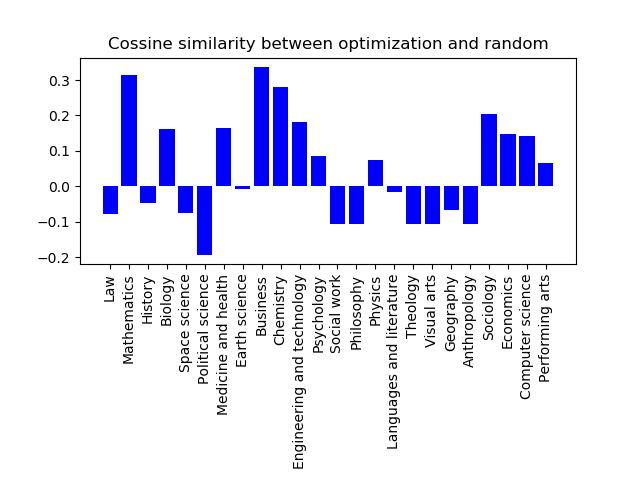 Cossine similarity between optimization and random
0.3
0.2
0.1
0.0
−0.1
−0.2
Law
Mathematics
History
Biology
Space science
Political science
Medicine and health
Earth science
Business
Chemistry
Engineering and technology
Psychology
Social work
Philosophy
Physics
Languages and literature
Theology
Visual arts
Geography
Anthropology
Sociology
Economics
Computer science
Performing arts